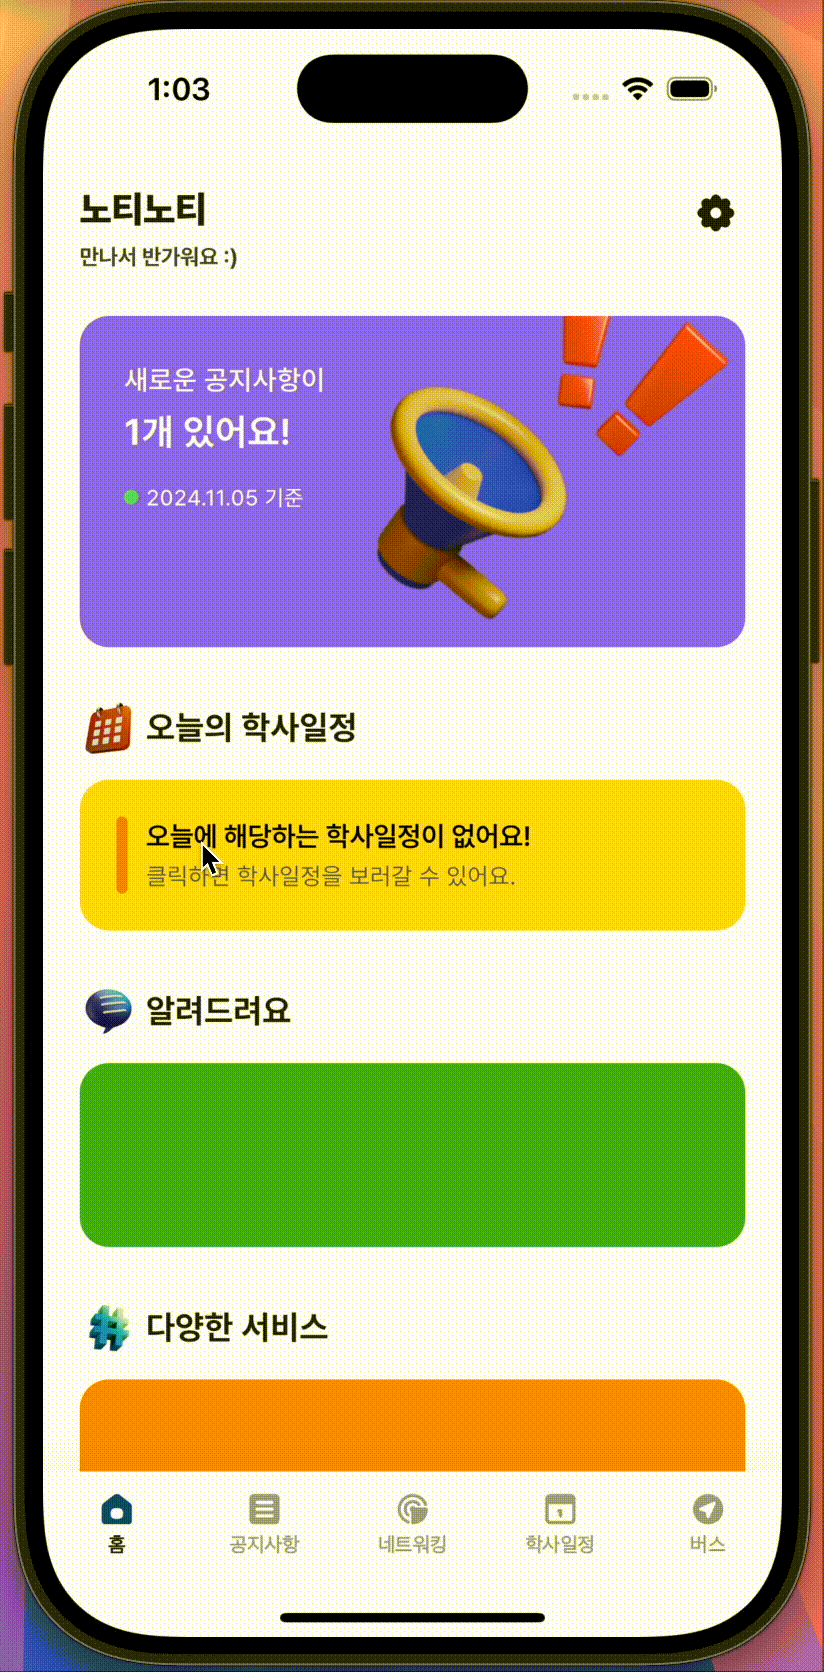 1:03
노티노티
만나서 반가워요 :)
새로운 공지사항이
1개 있어요!
2024.11.05 기준
오늘의 학사일정
오늘에 해당하는 학사일정이 없어요!
클릭하면 학사일정을 보러갈 수 있어요.
알려드려요
다양한 서비스
홈 공지사항 네트워킹 학사일정 버스